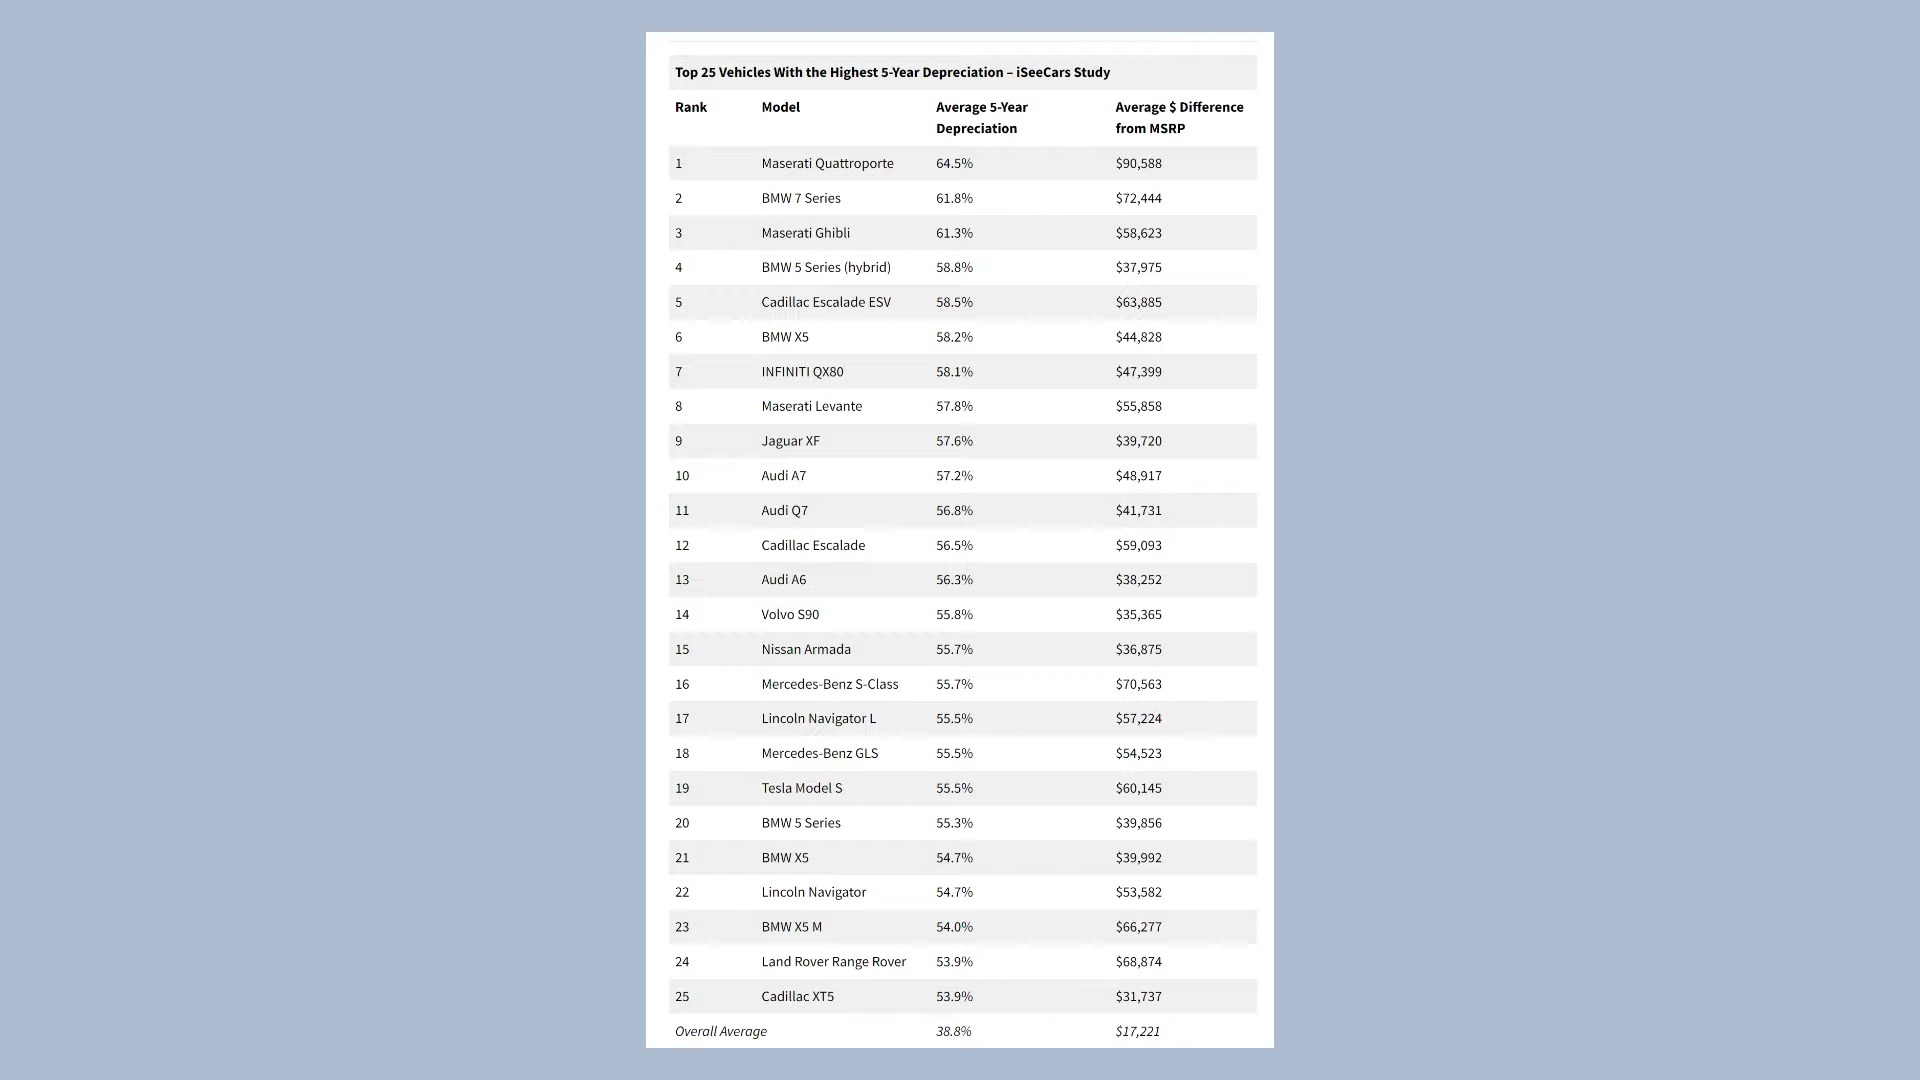 Top 25 Vehicles With the Highest 5-Year Depreciation – iSeeCars Study
Rank Model Average 5-Year Depreciation Average $ Difference from MSRP
1 Maserati Quattroporte 64.5% $90,588
2 BMW 7 Series 61.8% $72,444
3 Maserati Ghibli 61.3% $58,623
4 BMW 5 Series (hybrid) 58.8% $37,975
5 Cadillac Escalade ESV 58.5% $63,885
6 BMW X5 58.2% $44,828
7 INFINITI QX80 58.1% $47,399
8 Maserati Levante 57.8% $55,858
9 Jaguar XF 57.6% $39,720
10 Audi A7 57.2% $48,917
11 Audi Q7 56.8% $41,731
12 Cadillac Escalade 56.5% $59,093
13 Audi A6 56.3% $38,252
14 Volvo S90 55.8% $35,365
15 Nissan Armada 55.7% $36,875
16 Mercedes-Benz S-Class 55.7% $70,563
17 Lincoln Navigator L 55.5% $57,224
18 Mercedes-Benz GLS 55.5% $54,523
19 Tesla Model S 55.5% $60,145
20 BMW 5 Series 55.3% $39,856
21 BMW X5 54.7% $39,992
22 Lincoln Navigator 54.7% $53,582
23 BMW X5 M 54.0% $66,277
24 Land Rover Range Rover 53.9% $68,874
25 Cadillac XT5 53.9% $31,737
Overall Average 38.8% $17,221